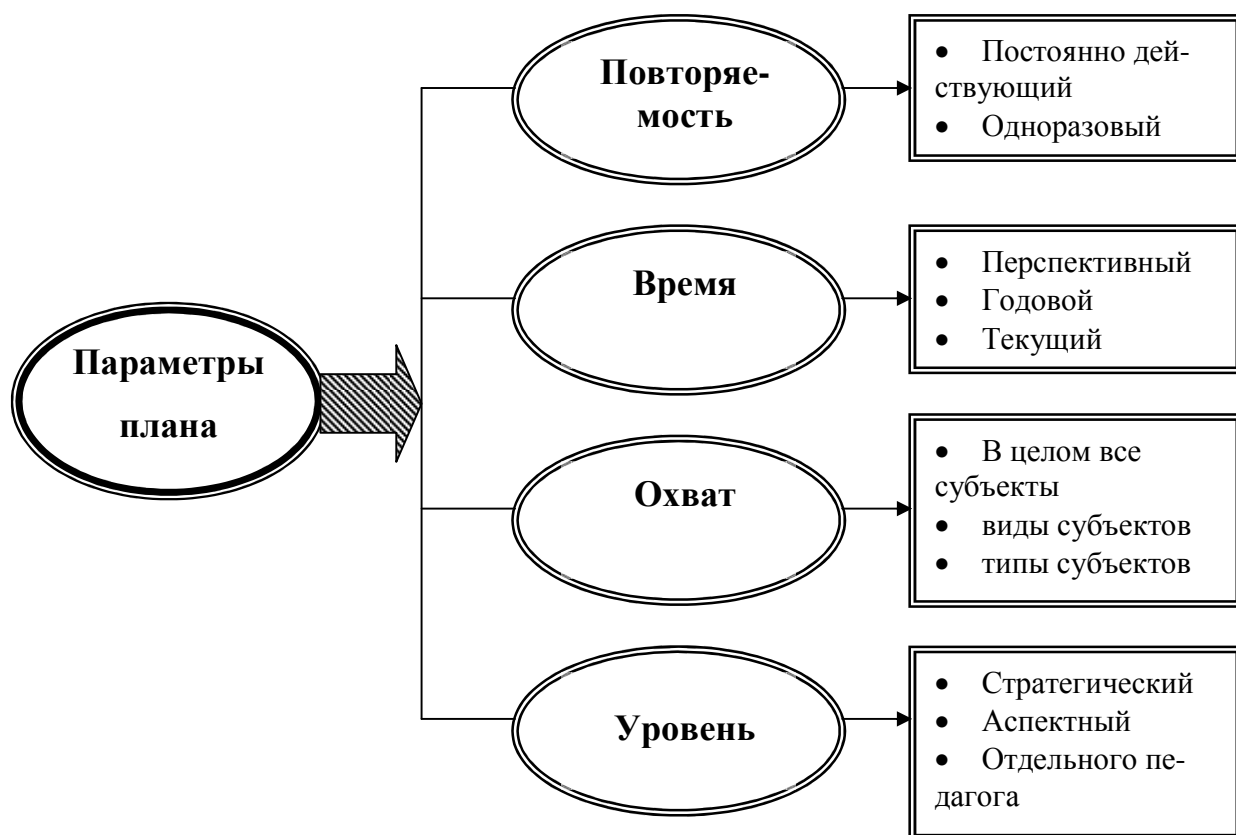 Параметры
плана
Повторяе-
мость
• Постоянно дей-
ствующий
• Одноразовый
Время
• Перспективный
• Годовой
• Текущий
Охват
• В целом все
субъекты
• виды субъектов
• типы субъектов
Уровень
• Стратегический
• Аспектный
• Отдельного пе-
дагога